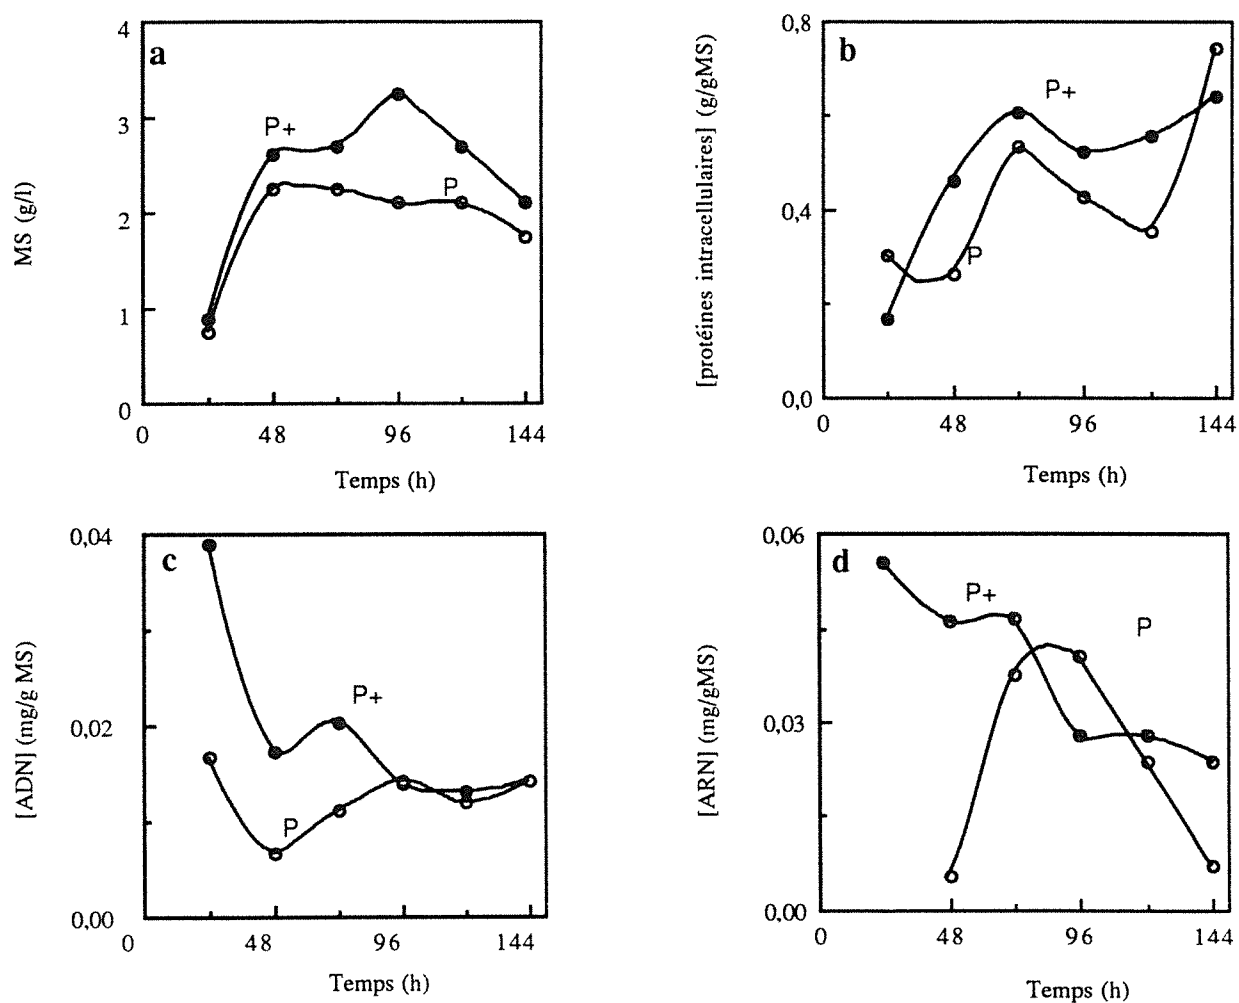 a
4
3
2
1
0
MS (g/l)
P+
P
0 48 96 144
Temps (h)
b
0,8
0,4
0,0
[protéines intracellulaires] (g/gMS)
P+
P
0 48 96 144
Temps (h)
c
0,04
0,02
0,00
[ADN] (mg/g MS)
P+
P
0 48 96 144
Temps (h)
d
0,06
0,03
0.00
[ARN] (mg/gMS)
P+
P
0 48 96 144
Temps (h)